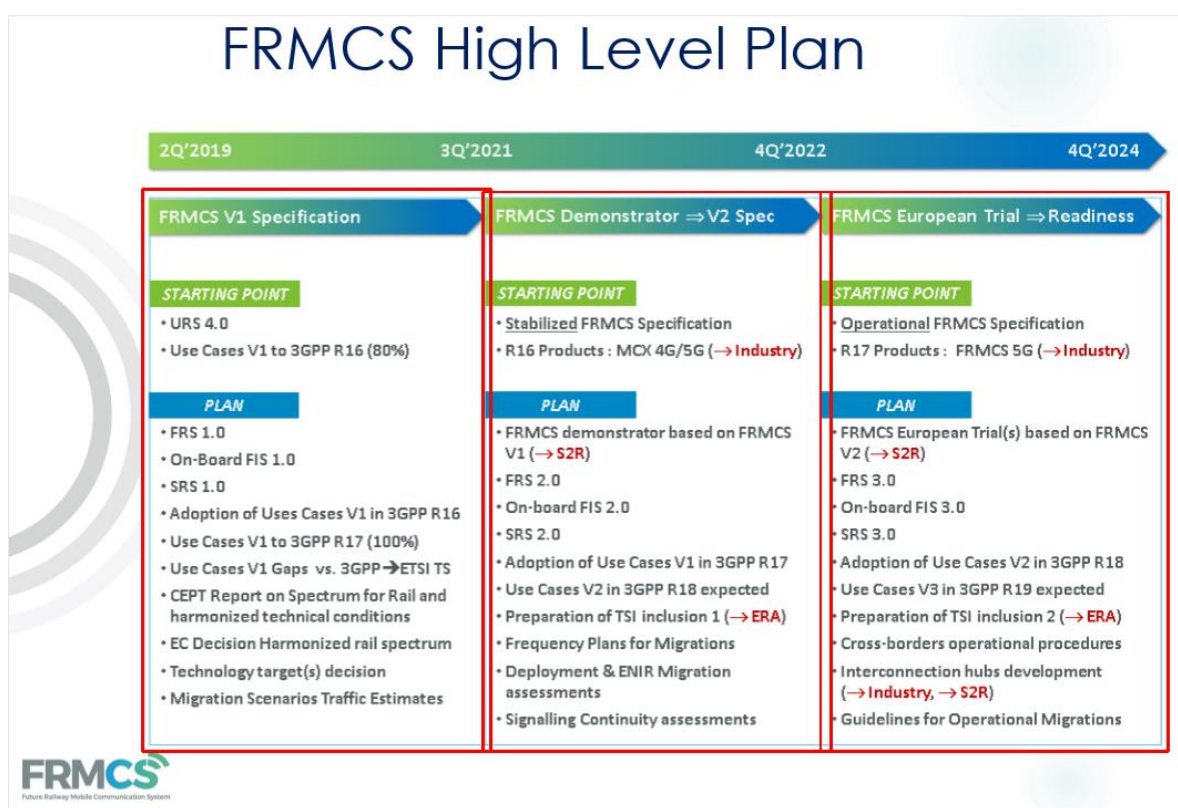 FRMCS High Level Plan
2Q'2019 3Q'2021 4Q'2022 4Q'2024
FRMCS V1 Specification
STARTING POINT
• URS 4.0
• Use Cases V1 to 3GPP R16 (80%)
PLAN
• FRS 1.0
• On-Board FIS 1.0
• SRS 1.0
• Adoption of Uses Cases V1 in 3GPP R16
• Use Cases V1 to 3GPP R17 (100%)
• Use Cases V1 Gaps vs. 3GPP ➔ETSI TS
• CEPT Report on Spectrum for Rail and
harmonized technical conditions
• EC Decision Harmonized rail spectrum
• Technology target(s) decision
• Migration Scenarios Traffic Estimates
FRMCS Demonstrator ⇒ V2 Spec
STARTING POINT
• Stabilized FRMCS Specification
• R16 Products : MCX 4G/5G (→ Industry)
PLAN
• FRMCS demonstrator based on FRMCS
V1 (→ S2R)
• FRS 2.0
• On-board FIS 2.0
• SRS 2.0
• Adoption of Use Cases V1 in 3GPP R17
• Use Cases V2 in 3GPP R18 expected
• Preparation of TSI inclusion 1 (→ ERA)
• Frequency Plans for Migrations
• Deployment & ENIR Migration
assessments
• Signalling Continuity assessments
FRMCS European Trial ⇒ Readiness
STARTING POINT
• Operational FRMCS Specification
• R17 Products : FRMCS 5G (→ Industry)
PLAN
• FRMCS European Trial(s) based on FRMCS
V2 (→ S2R)
• FRS 3.0
• On-board FIS 3.0
• SRS 3.0
• Adoption of Use Cases V2 in 3GPP R18
• Use Cases V3 in 3GPP R19 expected
• Preparation of TSI inclusion 2 (→ ERA)
• Cross-borders operational procedures
• Interconnection hubs development
(→ Industry, → S2R)
• Guidelines for Operational Migrations
FRMCS
Future Railway Mobile Communication System